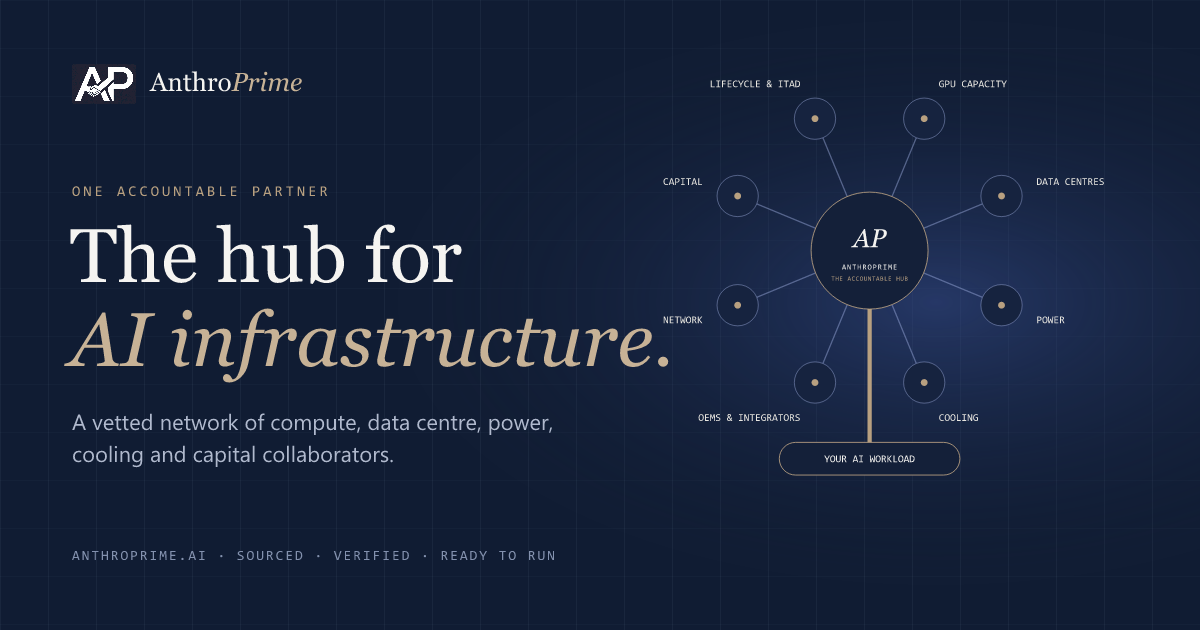 AP AnthroPrime
ONE ACCOUNTABLE PARTNER
The hub for
AI infrastructure.
A vetted network of compute, data centre, power,
cooling and capital collaborators.
ANTHROPRIME.AI · SOURCED · VERIFIED · READY TO RUN
LIFECYCLE & ITAD
GPU CAPACITY
CAPITAL
DATA CENTRES
AP
ANTHROPRIME
THE ACCOUNTABLE HUB
NETWORK
POWER
OEMS & INTEGRATORS
COOLING
YOUR AI WORKLOAD